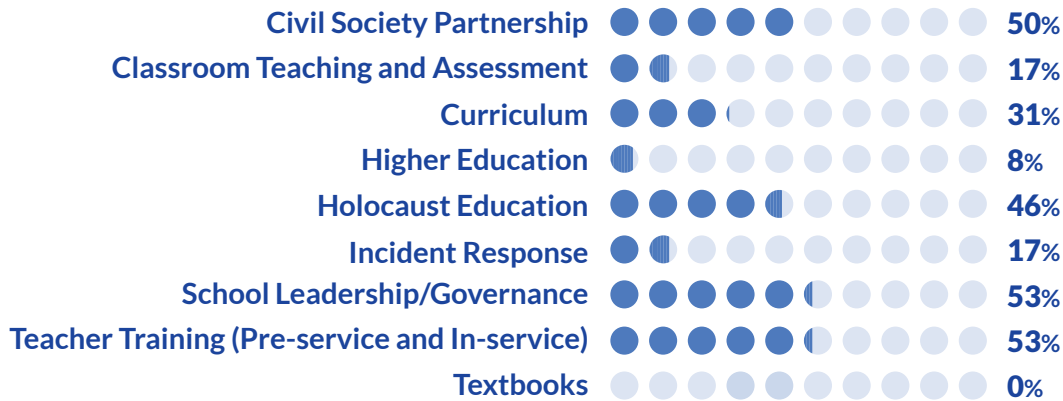 Civil Society Partnership 50%
Classroom Teaching and Assessment 17%
Curriculum 31%
Higher Education 8%
Holocaust Education 46%
Incident Response 17%
School Leadership/Governance 53%
Teacher Training (Pre-service and In-service) 53%
Textbooks 0%